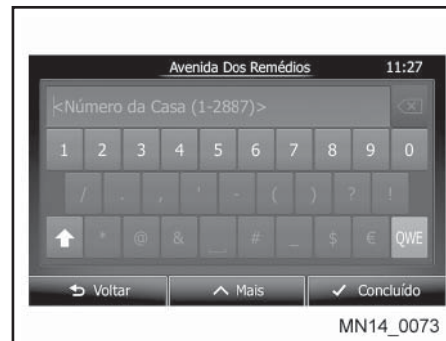 Avenida Dos Remédios 11:27
<Número da Casa (1-2887)>
1 2 3 4 5 6 7 8 9 0
/ . , ' - ( ) ? !
* @ & _ # _ $ € QWE
Voltar Mais Concluído
MN14_0073